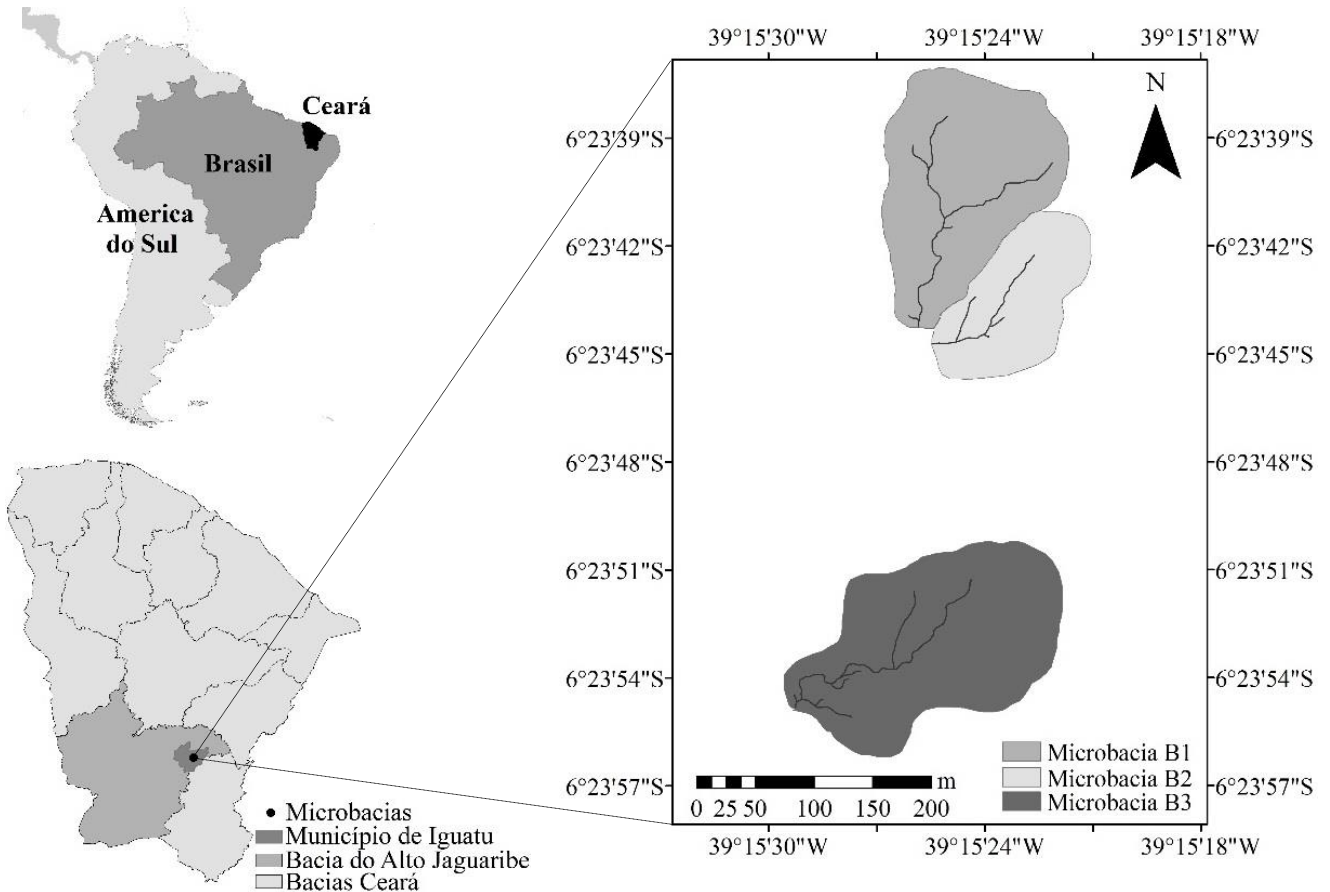 Ceará
Brasil
America
do Sul
Microbacias
Município de Iguatu
Bacia do Alto Jaguaribe
Bacias Ceará
39°15'30"W 39°15'24"W 39°15'18"W
N
6°23'39"S 6°23'39"S
6°23'42"S 6°23'42"S
6°23'45"S 6°23'45"S
6°23'48"S 6°23'48"S
6°23'51"S 6°23'51"S
6°23'54"S 6°23'54"S
6°23'57"S 6°23'57"S
Microbacia B1
Microbacia B2
Microbacia B3
m
0 25 50 100 150 200
39°15'30"W 39°15'24"W 39°15'18"W